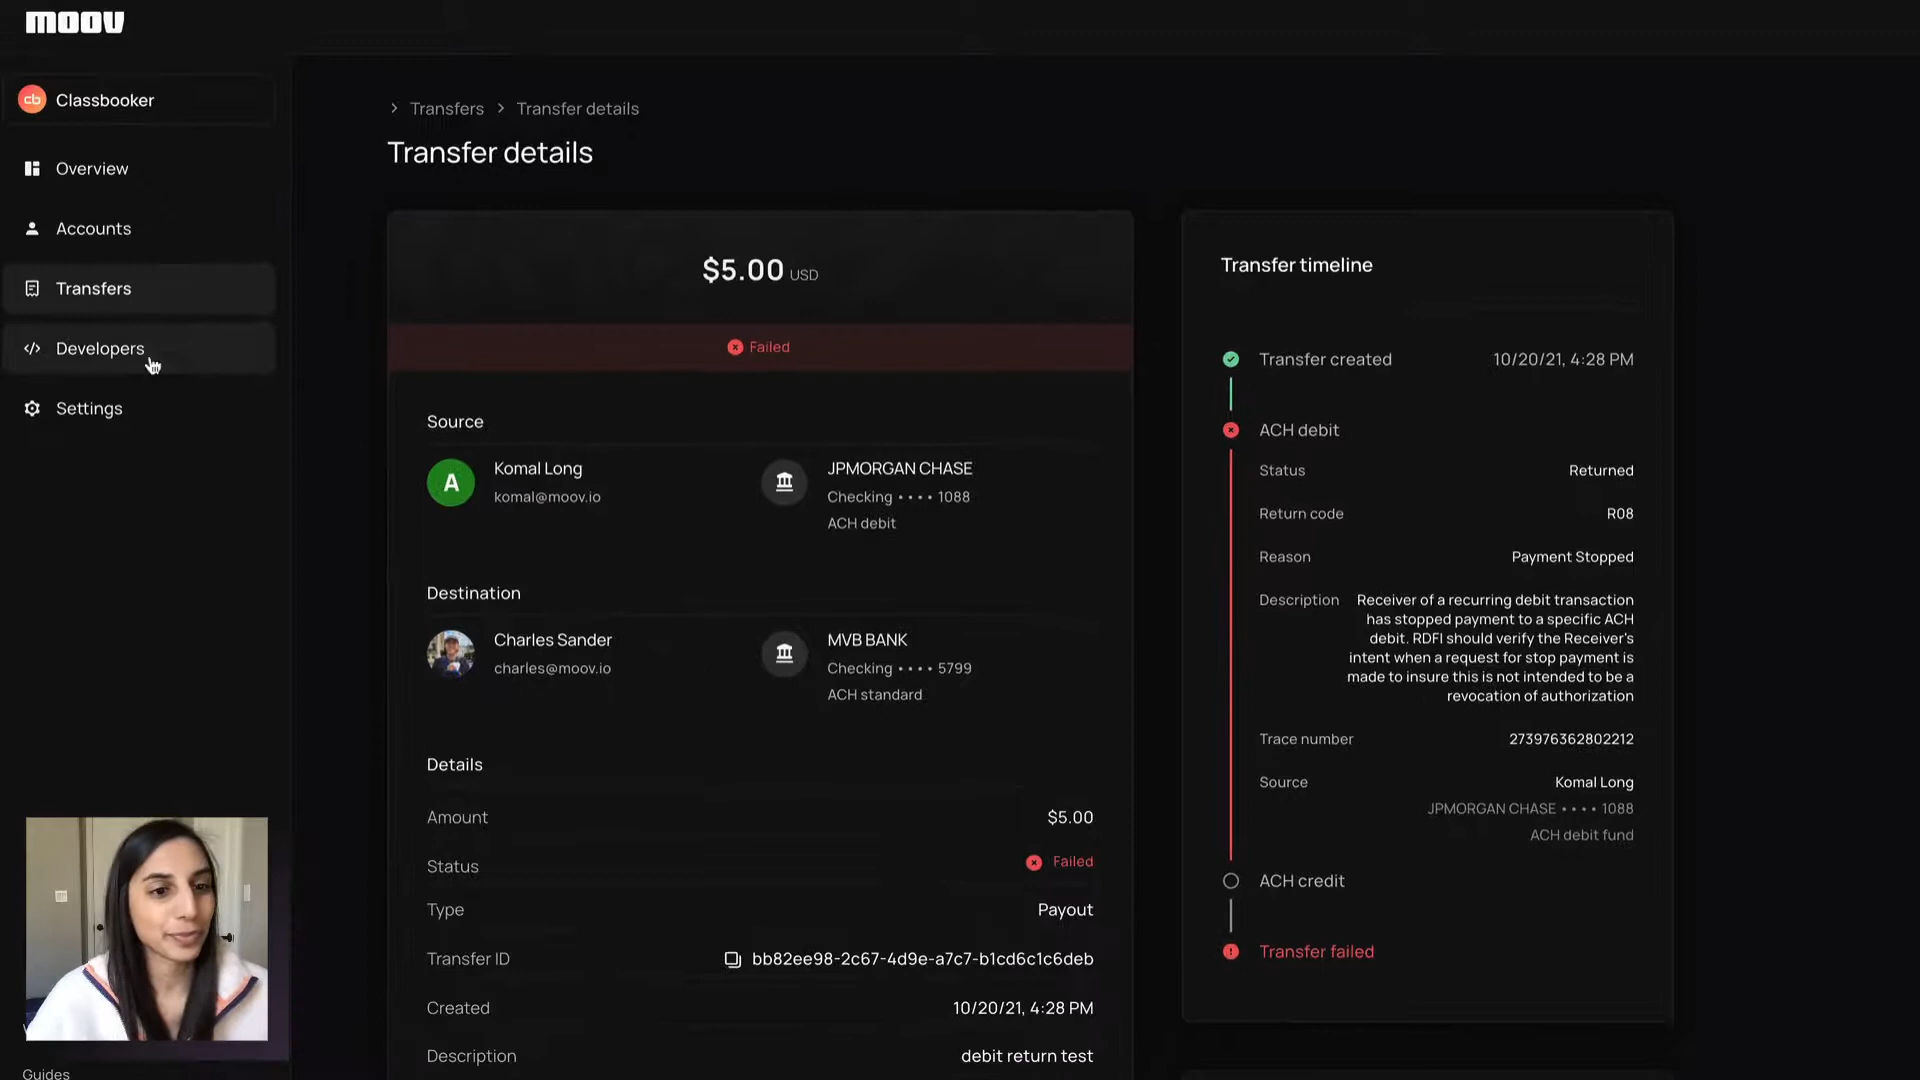 moov
cb Classbooker
Overview
Accounts
Transfers
Developers
Settings
Guides
Transfers Transfer details
Transfer details
$5.00 USD
Failed
Source
A
Komal Long
komal@moov.io
JPMORGAN CHASE
Checking •••• 1088
ACH debit
Destination
Charles Sander
charles@moov.io
MVB BANK
Checking •••• 5799
ACH standard
Details
Amount $5.00
Status Failed
Type Payout
Transfer ID bb82ee98-2c67-4d9e-a7c7-b1cd6c1c6deb
Created 10/20/21, 4:28 PM
Description debit return test
Transfer timeline
Transfer created 10/20/21, 4:28 PM
ACH debit
Status Returned
Return code R08
Reason Payment Stopped
Description Receiver of a recurring debit transaction
has stopped payment to a specific ACH
debit. RDFI should verify the Receiver's
intent when a request for stop payment is
made to insure this is not intended to be a
revocation of authorization
Trace number 273976362802212
Source Komal Long
JPMORGAN CHASE •••• 1088
ACH debit fund
ACH credit
Transfer failed